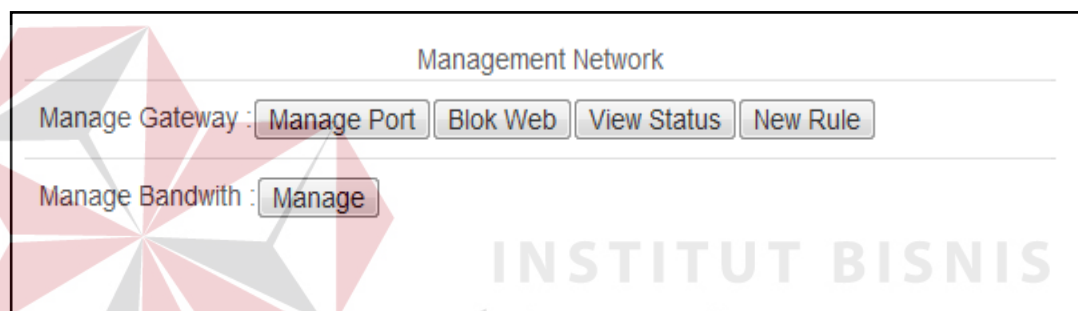 Management Network
Manage Gateway : Manage Port Blok Web View Status New Rule
Manage Bandwith : Manage
INSTITUT BISNIS